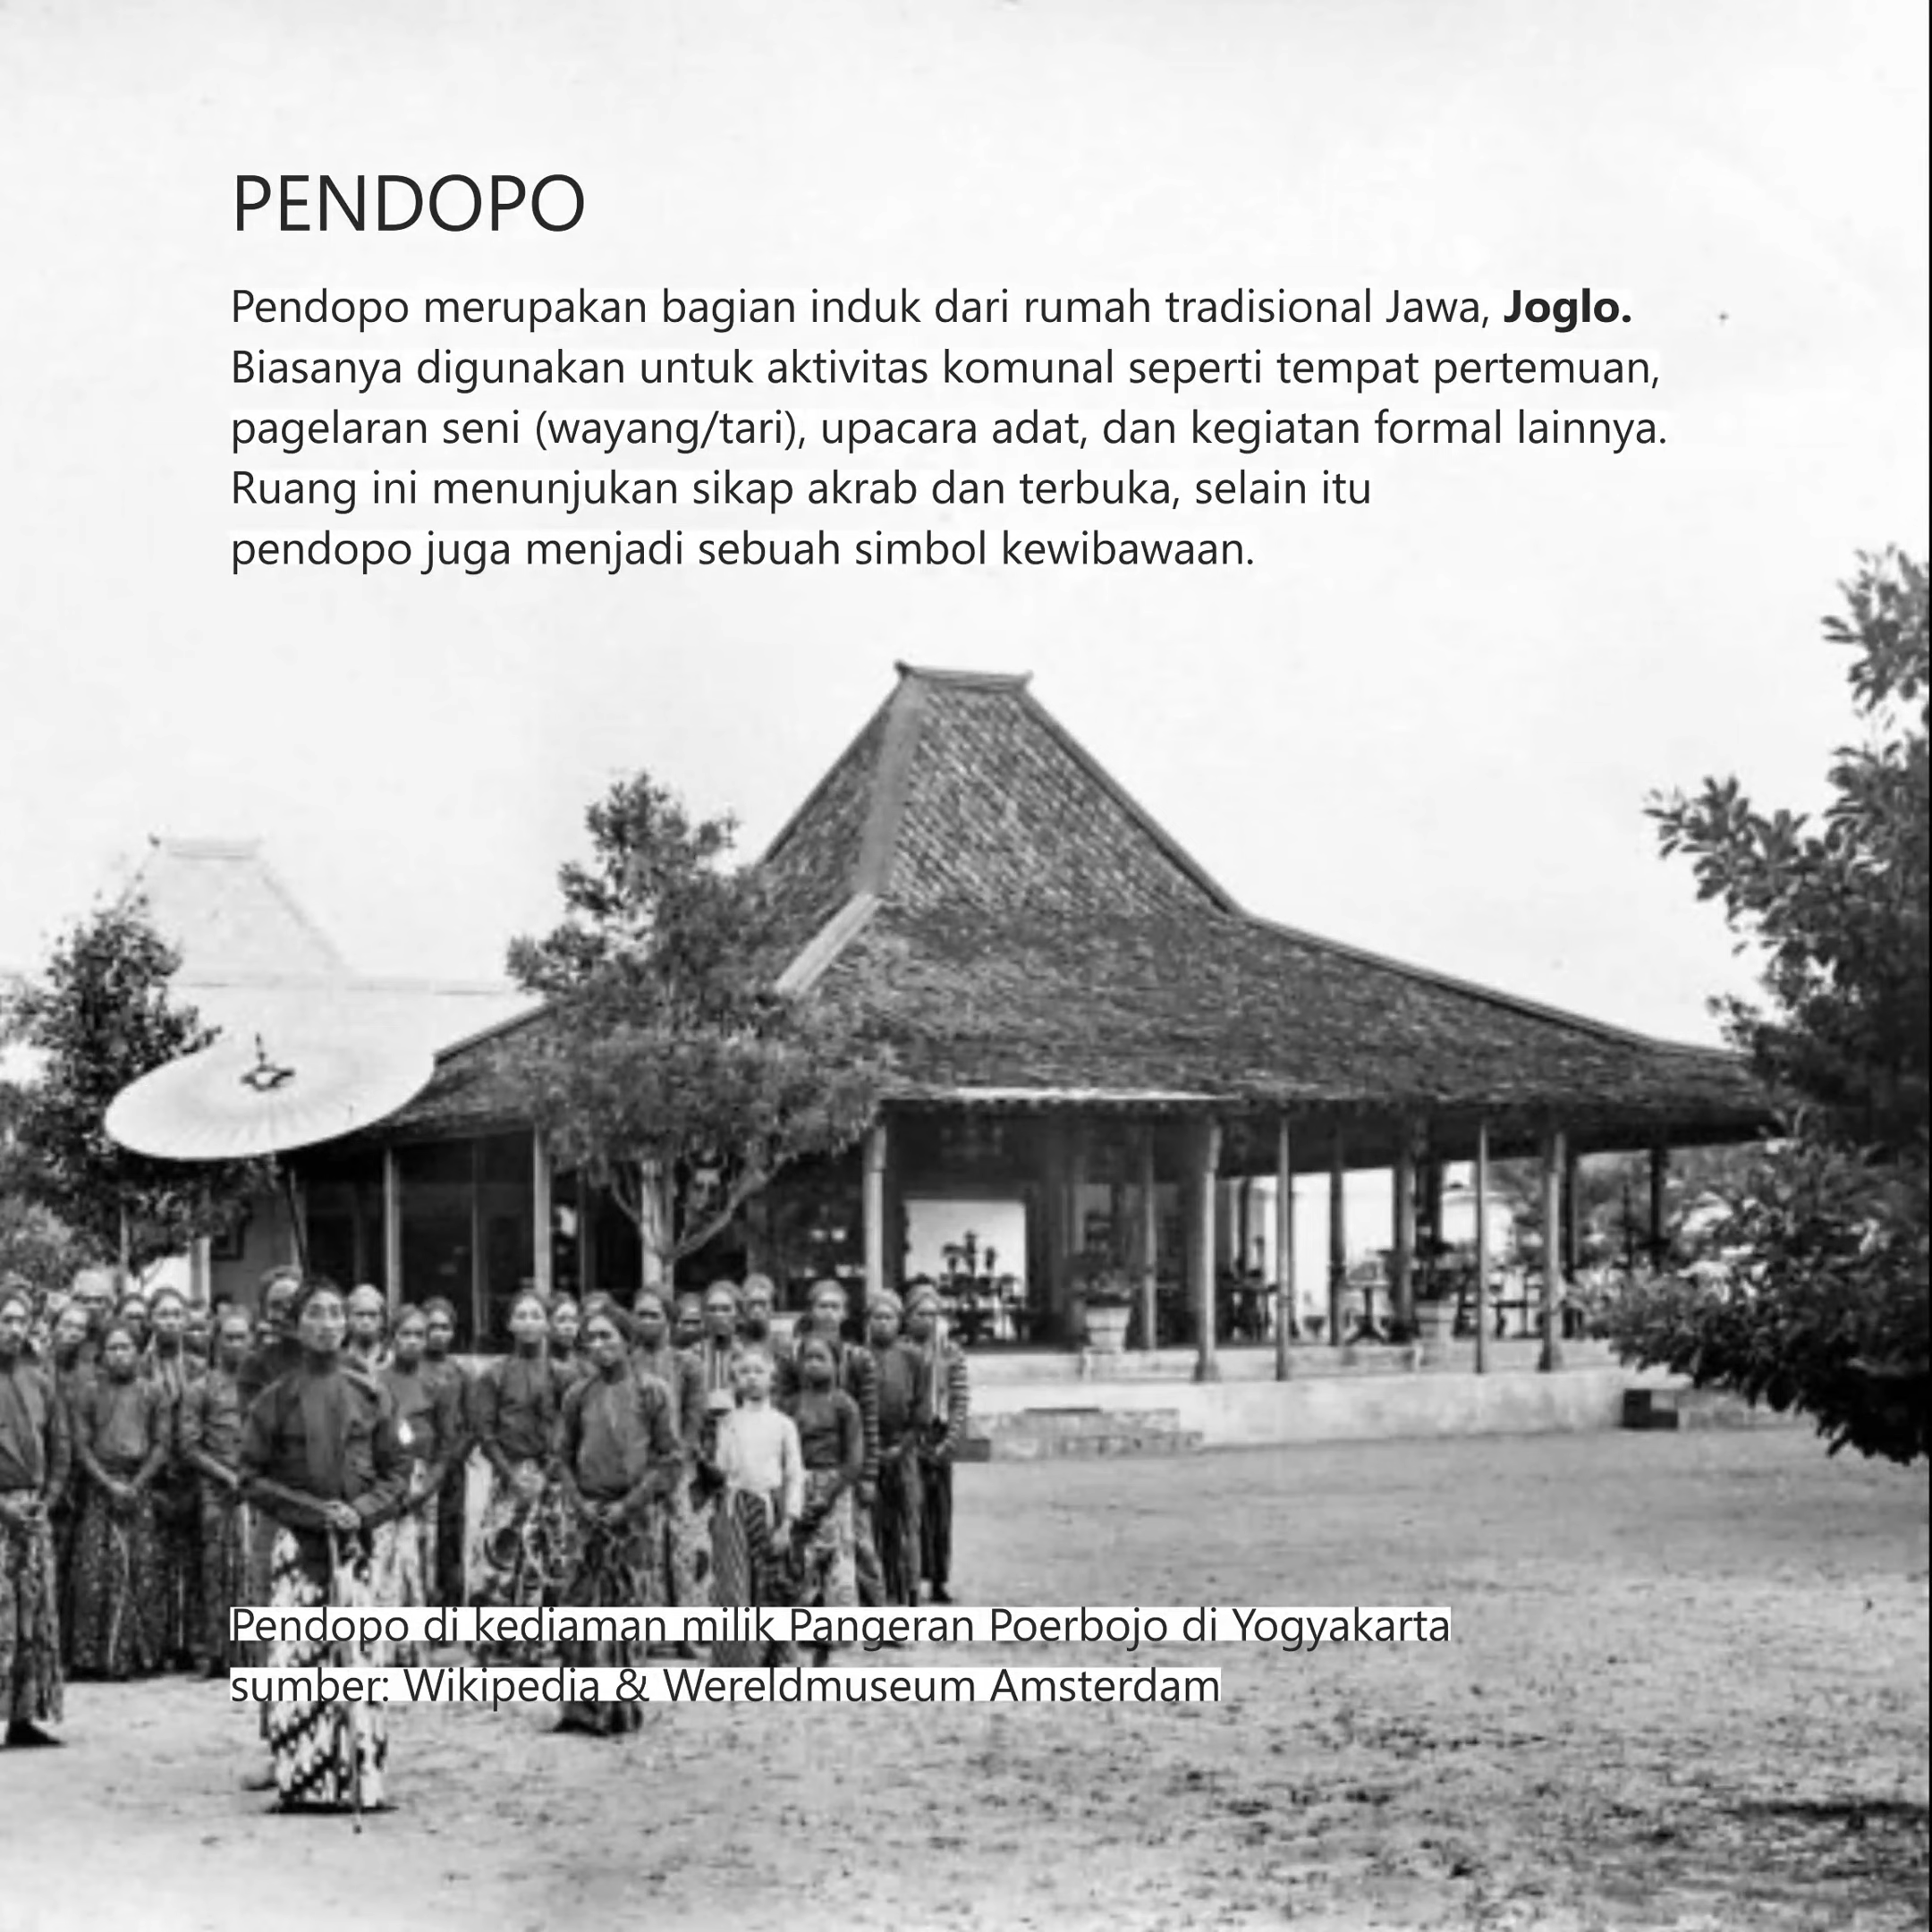 PENDOPO
Pendopo merupakan bagian induk dari rumah tradisional Jawa, Joglo.
Biasanya digunakan untuk aktivitas komunal seperti tempat pertemuan,
pagelaran seni (wayang/tari), upacara adat, dan kegiatan formal lainnya.
Ruang ini menunjukan sikap akrab dan terbuka, selain itu
pendopo juga menjadi sebuah simbol kewibawaan.
Pendopo di kediaman milik Pangeran Poerbojo di Yogyakarta
sumber: Wikipedia & Wereldmuseum Amsterdam